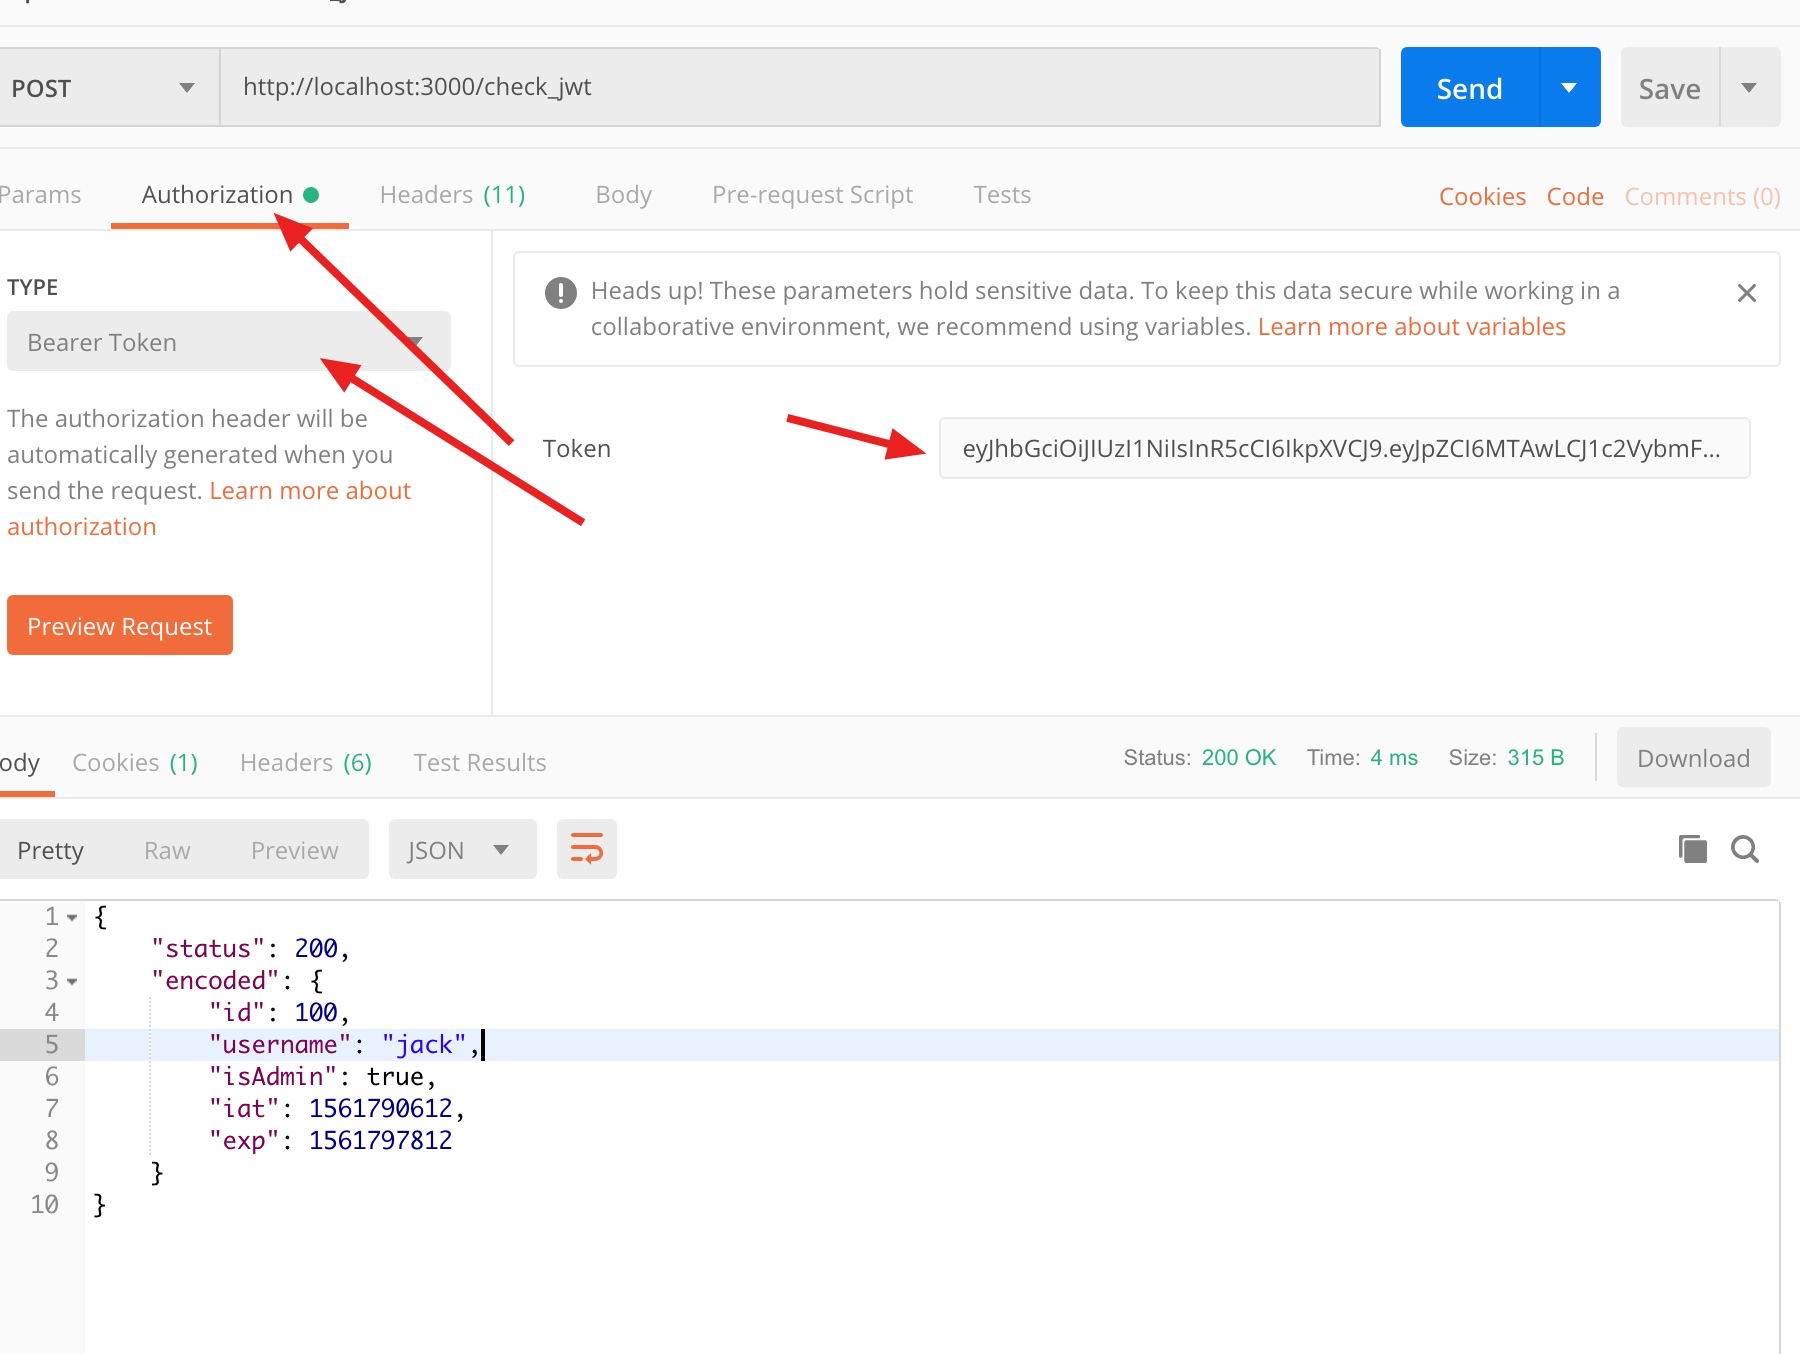 POST
http://localhost:3000/check_jwt
Send
Save
Params
Authorization
Headers (11)
Body
Pre-request Script
Tests
Cookies
Code
Comments (0)
TYPE
Bearer Token
The authorization header will be
automatically generated when you
send the request. Learn more about
authorization
Preview Request
Heads up! These parameters hold sensitive data. To keep this data secure while working in a
collaborative environment, we recommend using variables. Learn more about variables
Token
eyJhbGciOiJIUzI1NiIsInR5cCI6IkpXVCJ9.eyJpZCI6MTAwLCJ1c2VybmF...
ody
Cookies (1)
Headers (6)
Test Results
Status: 200 OK
Time: 4 ms
Size: 315 B
Download
Pretty
Raw
Preview
JSON
1 {
2 "status": 200,
3 "encoded": {
4 "id": 100,
5 "username": "jack",
6 "isAdmin": true,
7 "iat": 1561790612,
8 "exp": 1561797812
9 }
10 }